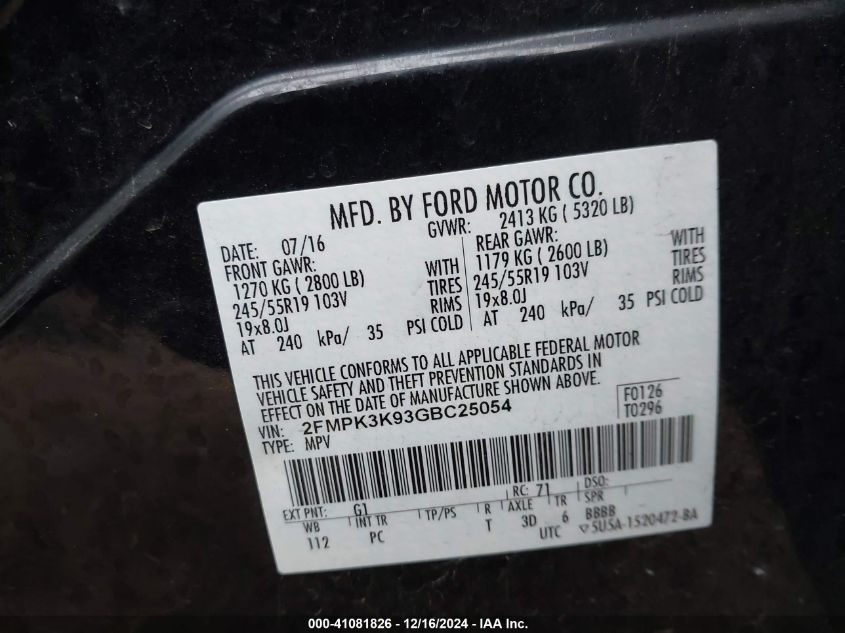 MFD. BY FORD MOTOR CO.
DATE: 07/16 GVWR: 2413 KG ( 5320 LB)
FRONT GAWR: REAR GAWR:
1270 KG ( 2800 LB) WITH 1179 KG ( 2600 LB) WITH
245/55R19 103V TIRES 245/55R19 103V TIRES
19x8.0J RIMS 19x8.0J RIMS
AT 240 kPa/ 35 PSI COLD AT 240 kPa/ 35 PSI COLD
THIS VEHICLE CONFORMS TO ALL APPLICABLE FEDERAL MOTOR
VEHICLE SAFETY AND THEFT PREVENTION STANDARDS IN
EFFECT ON THE DATE OF MANUFACTURE SHOWN ABOVE.
VIN: 2FMPK3K93GBC25054 F0126
TYPE: MPV T0296
EXT PNT: G1 RC: 71 DSO:
WB INT TR TP/PS R AXLE TR SPR
112 PC T 3D 6 BBBB
UTC ▽5U5A-1520472-BA
000-41081826 - 12/16/2024 - IAA Inc.